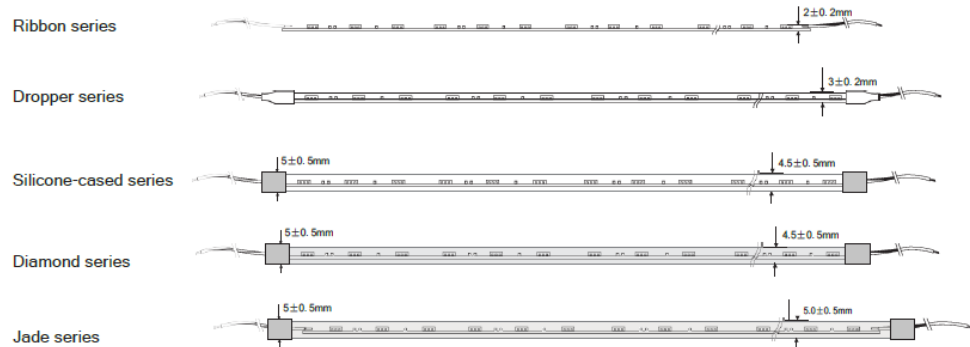 Ribbon series
2±0.2mm
Dropper series
3±0.2mm
Silicone-cased series
5±0.5mm
4.5±0.5mm
Diamond series
5±0.5mm
4.5±0.5mm
Jade series
5±0.5mm
5.0±0.5mm